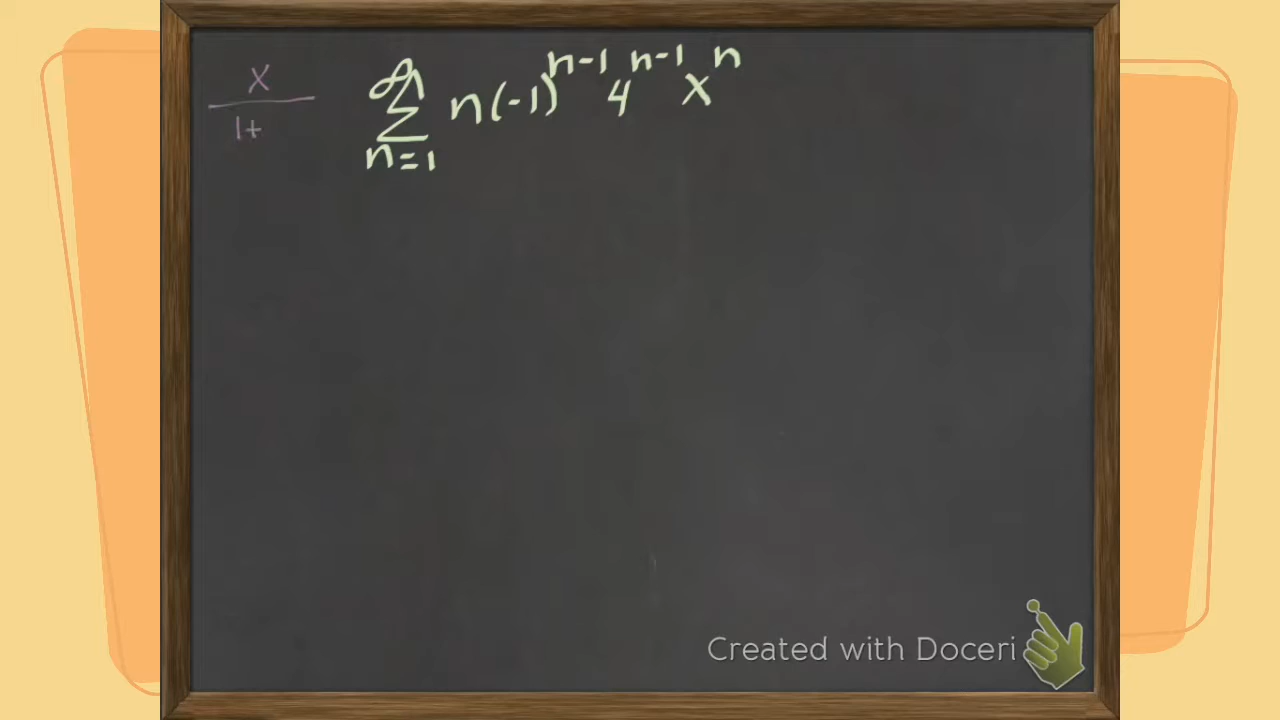 x
1+
∞
∑ n(-1)^{n-1} 4^{n-1} x^n
n=1
Created with Doceri